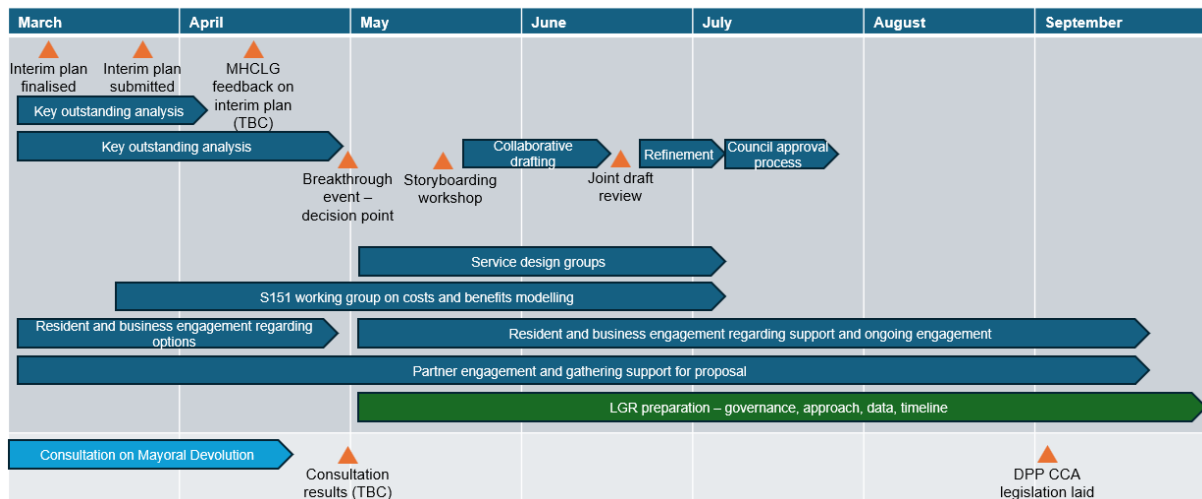 March
April
May
June
July
August
September
Interim plan
finalised
Interim plan
submitted
MHCLG
feedback on
interim plan
(TBC)
Key outstanding analysis
Key outstanding analysis
Breakthrough
event –
decision point
Storyboarding
workshop
Collaborative
drafting
Joint draft
review
Refinement
Council approval
process
Service design groups
S151 working group on costs and benefits modelling
Resident and business engagement regarding
options
Resident and business engagement regarding support and ongoing engagement
Partner engagement and gathering support for proposal
LGR preparation – governance, approach, data, timeline
Consultation on Mayoral Devolution
Consultation
results (TBC)
DPP CCA
legislation laid